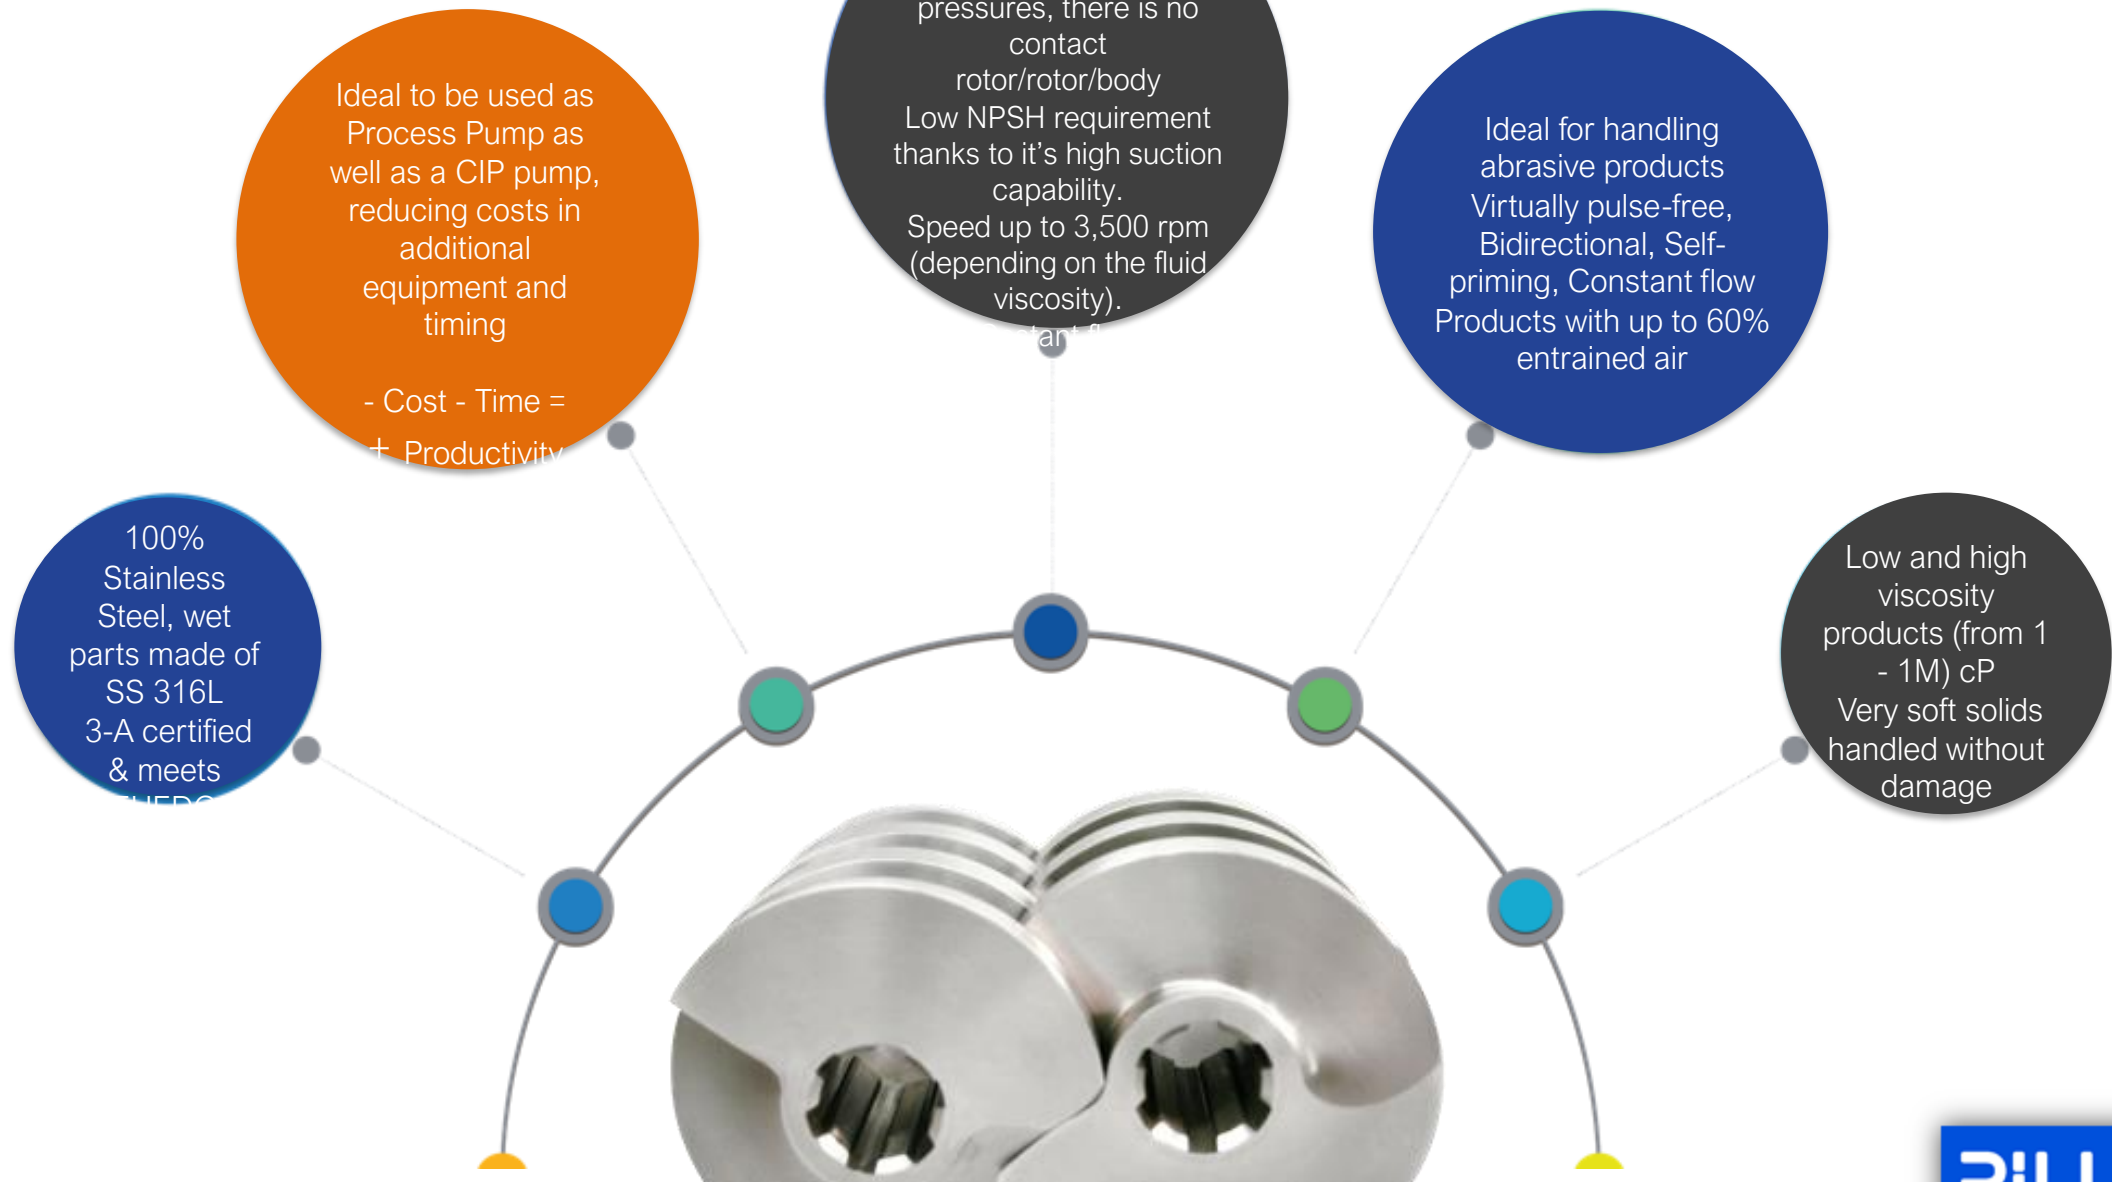 100%
Stainless
Steel, wet
parts made of
SS 316L
3-A certified
& meets
Ideal to be used as
Process Pump as
well as a CIP pump,
reducing costs in
additional
equipment and
timing
- Cost - Time =
+ Productivity
pressures, there is no
contact
rotor/rotor/body
Low NPSH requirement
thanks to it’s high suction
capability.
Speed up to 3,500 rpm
(depending on the fluid
viscosity).
Ideal for handling
abrasive products
Virtually pulse-free,
Bidirectional, Self-
priming, Constant flow
Products with up to 60%
entrained air
Low and high
viscosity
products (from 1
- 1M) cP
Very soft solids
handled without
damage